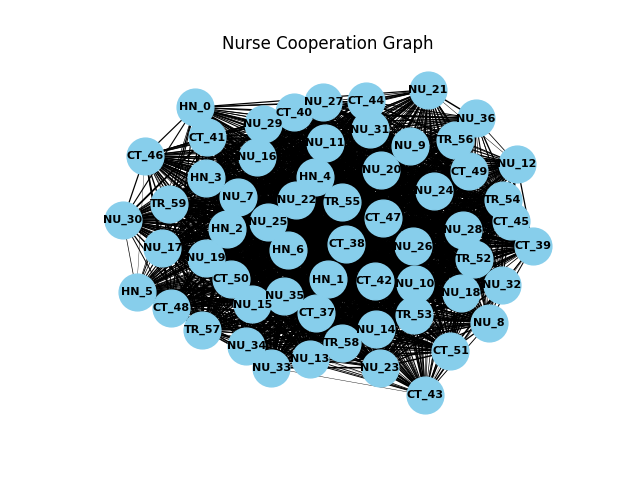 Nurse Cooperation Graph
NU_21
HN_0
NU_27
CT_44
CT_40
NU_36
NU_29
NU_31
CT_41
TR_56
NU_11
NU_9
CT_46
NU_16
NU_12
NU_20
CT_49
HN_3
HN_4
NU_24
NU_7
NU_22
TR_54
TR_55
TR_59
CT_47
NU_30
NU_25
CT_45
HN_2
NU_28
CT_38
NU_26
CT_39
NU_17
HN_6
NU_19
TR_52
CT_50
HN_1
CT_42
NU_10
NU_32
HN_5
NU_18
NU_35
NU_15
CT_48
CT_37
TR_53
NU_8
TR_57
NU_14
TR_58
NU_34
CT_51
NU_13
NU_33
NU_23
CT_43